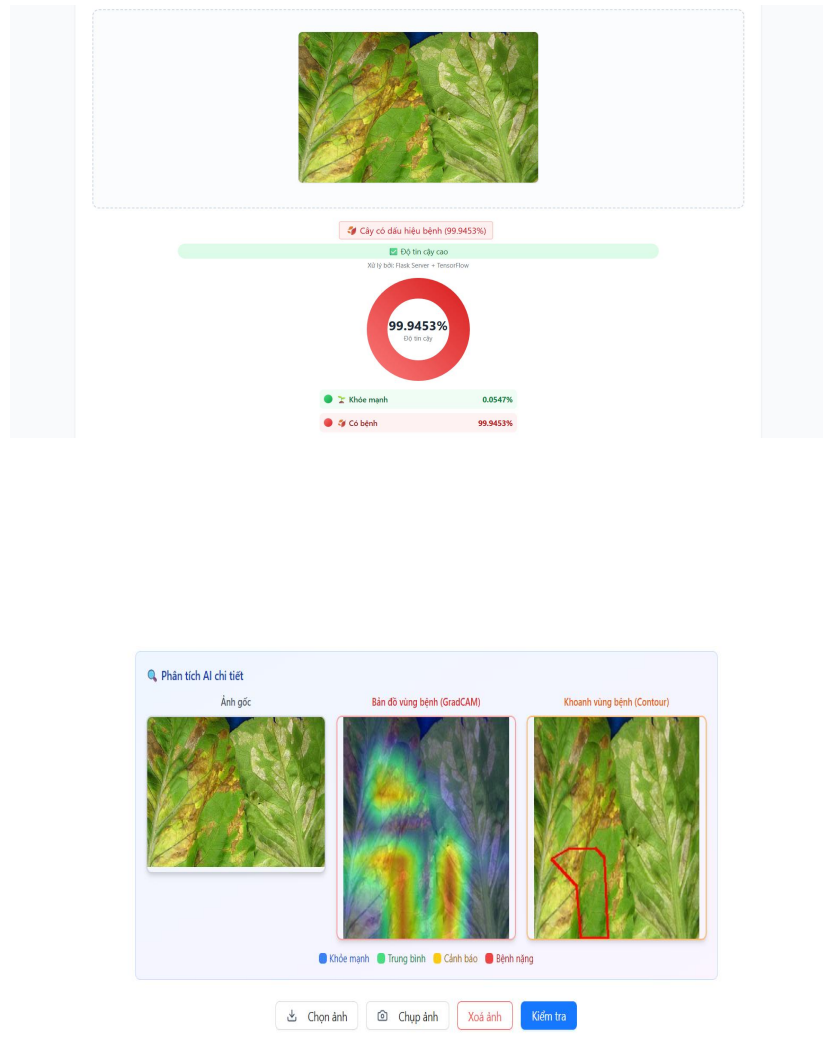 Cây có dấu hiệu bệnh (99.9453%)
Độ tin cậy cao
Xử lý bởi: Flask Server + TensorFlow
99.9453%
Độ tin cậy
Khỏe mạnh 0.0547%
Có bệnh 99.9453%
Phân tích AI chi tiết
Ảnh gốc
Bản đồ vùng bệnh (GradCAM)
Khoanh vùng bệnh (Contour)
Khỏe mạnh Trung bình Cảnh báo Bệnh nặng
Chọn ảnh Chụp ảnh Xoá ảnh Kiểm tra